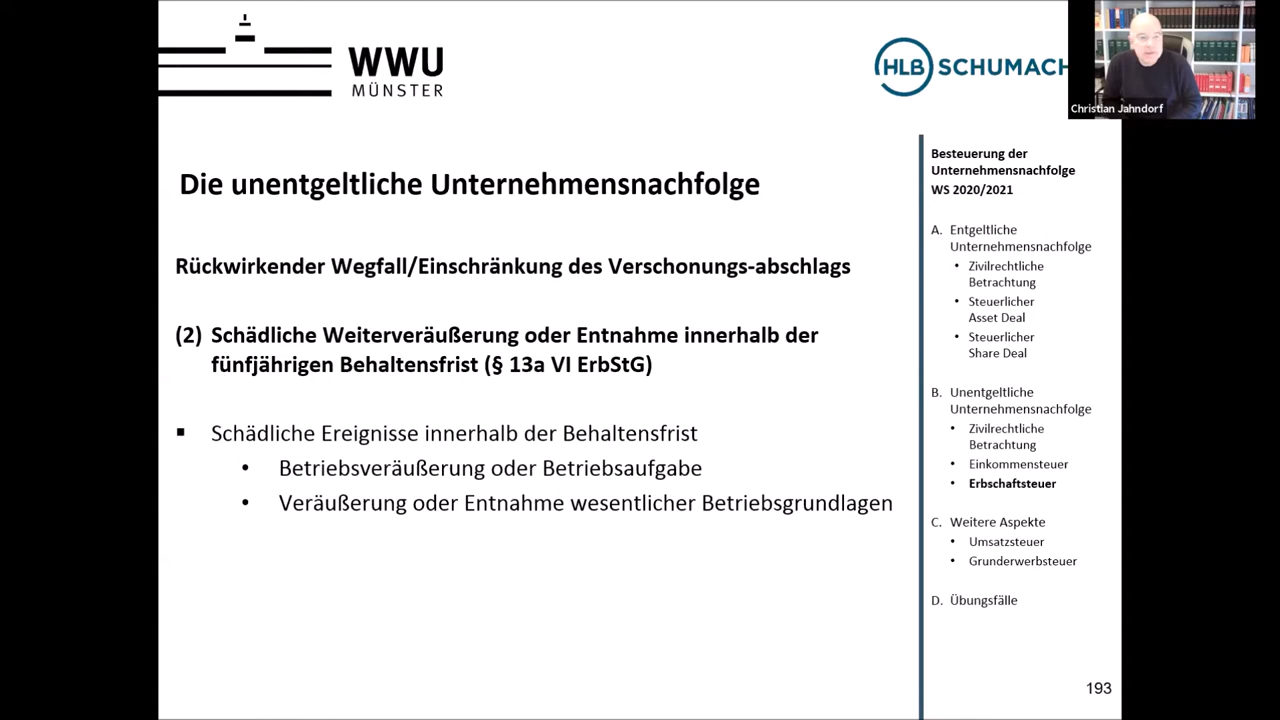 WWU
MÜNSTER
HLB SCHUMACH
Christian Jahndorf
Die unentgeltliche Unternehmensnachfolge
Rückwirkender Wegfall/Einschränkung des Verschonungs-abschlags
(2) Schädliche Weiterveräußerung oder Entnahme innerhalb der
fünfjährigen Behaltensfrist (§ 13a VI ErbStG)
▪ Schädliche Ereignisse innerhalb der Behaltensfrist
• Betriebsveräußerung oder Betriebsaufgabe
• Veräußerung oder Entnahme wesentlicher Betriebsgrundlagen
Besteuerung der
Unternehmensnachfolge
WS 2020/2021
A. Entgeltliche
Unternehmensnachfolge
• Zivilrechtliche
Betrachtung
• Steuerlicher
Asset Deal
• Steuerlicher
Share Deal
B. Unentgeltliche
Unternehmensnachfolge
• Zivilrechtliche
Betrachtung
• Einkommensteuer
• Erbschaftsteuer
C. Weitere Aspekte
• Umsatzsteuer
• Grunderwerbsteuer
D. Übungsfälle
193